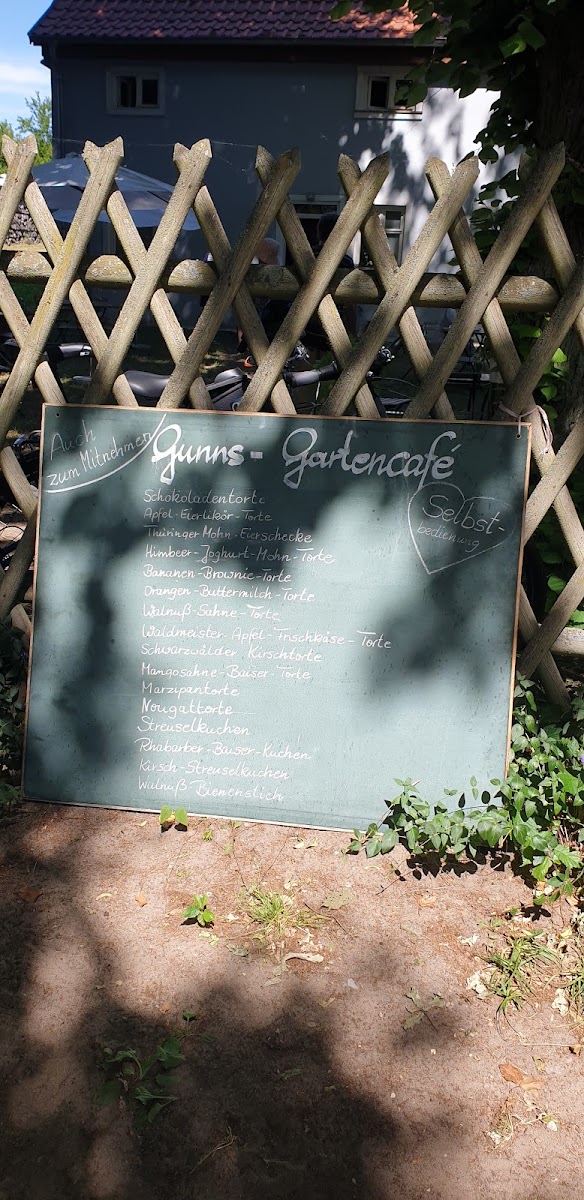 Auch
zum Mitnehmen
Gunns-Gartencafé
Selbst-
bedienung
Schokoladentorte
Apfel-Eierlikör-Torte
Thüringer Mohn-Eierschecke
Himbeer-Joghurt-Mohn-Torte
Bananen-Brownie-Torte
Orangen-Buttermilch-Torte
Walnuß-Sahne-Torte
Waldmeister-Apfel-Frischkäse-Torte
Schwarzwälder Kirschtorte
Mangosahne-Baiser-Torte
Marzipantorte
Nougattorte
Streuselkuchen
Rhabarber-Baiser-Kuchen
Kirsch-Streuselkuchen
Walnuß-Bienenstich